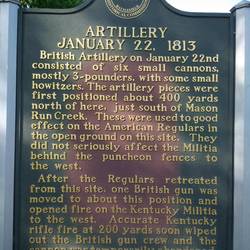 ARTILLERY
JANUARY 22, 1813
British Artillery on January 22nd
consisted of six small cannons,
mostly 3-pounders, with some small
howitzers. The artillery pieces were
first positioned about 400 yards
north of here, just south of Mason
Run Creek. These were used to good
effect on the American Regulars in
the open ground on this site. They
did not seriously affect the Militia
behind the puncheon fences to
the west.
After the Regulars retreated
from this site, one British gun was
moved to about this position and
opened fire on the Kentucky Militia
to the west. Accurate Kentucky
rifle fire at 200 yards soon wiped
out the British gun crew and the